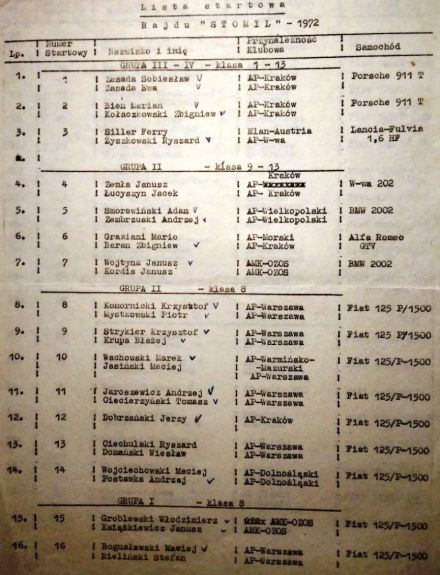 Lista startowa
Rajdu "STOMIL" - 1972
Lp. Numer Startowy Nazwisko i imię Przynależność Klubowa Samochód
GRUPA III - IV - klasa 1 - 13
1. 1 Zasada Sobiesław AP-Kraków Porsche 911 T
Zasada Ewa AP-Kraków
2. 2 Bień Marian AP-Kraków Porsche 911 T
Kołaczkowski Zbigniew AP-Kraków
3. 3 Siller Ferry Elan-Austria Lancia-Fulvia
Żyszkowski Ryszard AP-W-wa 1,6 HF
GRUPA II - klasa 9 - 13
Kraków
4. 4 Zemła Janusz AP- W-wa 202
Łucyszyn Jacek AP- Kraków
5. 5 Smorawiński Adam AP-Wielkopolski BMW 2002
Zembrzuski Andrzej AP-Wielkopolski
6. 6 Graziani Mario AP-Morski Alfa Romeo
Baran Zbigniew AP-Kraków GTV
7. 7 Wojtyna Janusz AMK-OZOS BMW 2002
Kordis Janusz AMK-OZOS
GRUPA II - klasa 8
8. 8 Komornicki Krzysztof AP-Warszawa Fiat 125 P/1500
Mystkowski Piotr AP-Warszawa
9. 9 Strykier Krzysztof AP-Warszawa Fiat 125 P/1500
Krupa Błażej AP-Warszawa
10. 10 Wachowski Marek AP-Warmińsko- Fiat 125/P-1500
Jasiński Maciej -Mazurski
AP-Warszawa
11. 11 Jaroszewicz Andrzej AP-Warszawa Fiat 125/P-1500
Ciecierzyński Tomasz AP-Warszawa
12. 12 Dobrzański Jerzy AP-Kraków Fiat 125/P-1500
13. 13 Ciechulski Ryszard AP-Warszawa Fiat 125/P-1500
Domański Wiesław AP-Warszawa
14. 14 Wojciechowski Maciej AP-Dolnośląski Fiat 125/P-1500
Postawka Andrzej AP-Dolnośląski
GRUPA I - klasa 8
15. 15 Groblewski Włodzimierz AMK-OZOS Fiat 125/P-1500
Książkiewicz Janusz AMK-OZOS
16. 16 Bogusławski Maciej AP-Warszawa Fiat 125/P-1500
Bieliński Stefan AP-Warszawa